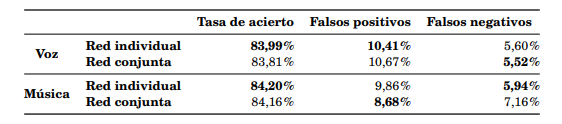 Tasa de acierto Falsos positivos Falsos negativos
Voz Red individual 83,99% 10,41% 5,60%
Red conjunta 83,81% 10,67% 5,52%
Música Red individual 84,20% 9,86% 5,94%
Red conjunta 84,16% 8,68% 7,16%